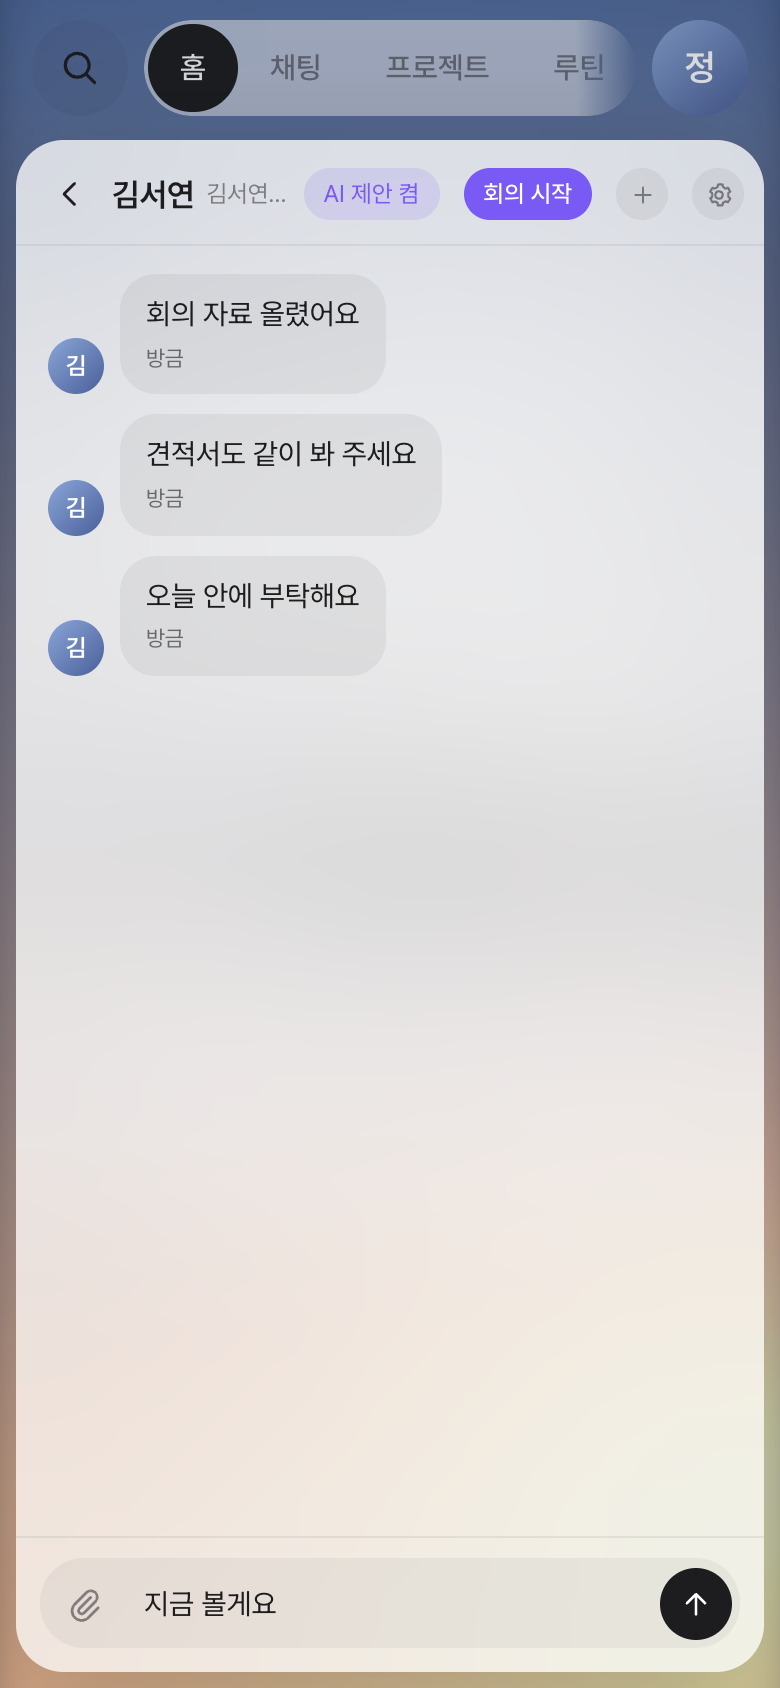 홈 채팅 프로젝트 루틴 정
김서연 김서연... AI 제안 켬 회의 시작
회의 자료 올렸어요
방금
김
견적서도 같이 봐 주세요
방금
김
오늘 안에 부탁해요
방금
김
지금 볼게요